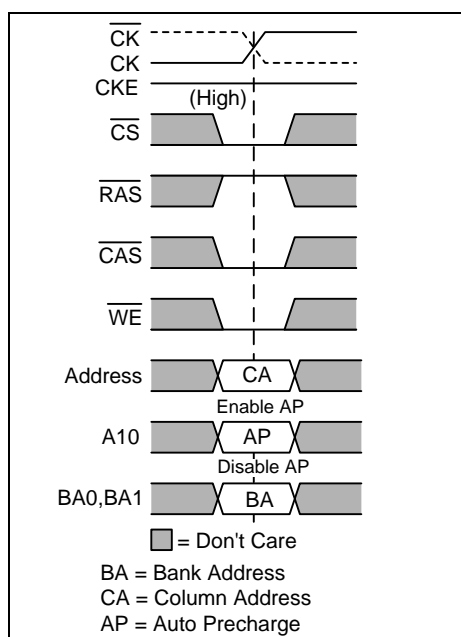 CK
CK
CKE
(High)
CS
RAS
CAS
WE
Address CA
Enable AP
A10 AP
Disable AP
BA0,BA1 BA
= Don't Care
BA = Bank Address
CA = Column Address
AP = Auto Precharge